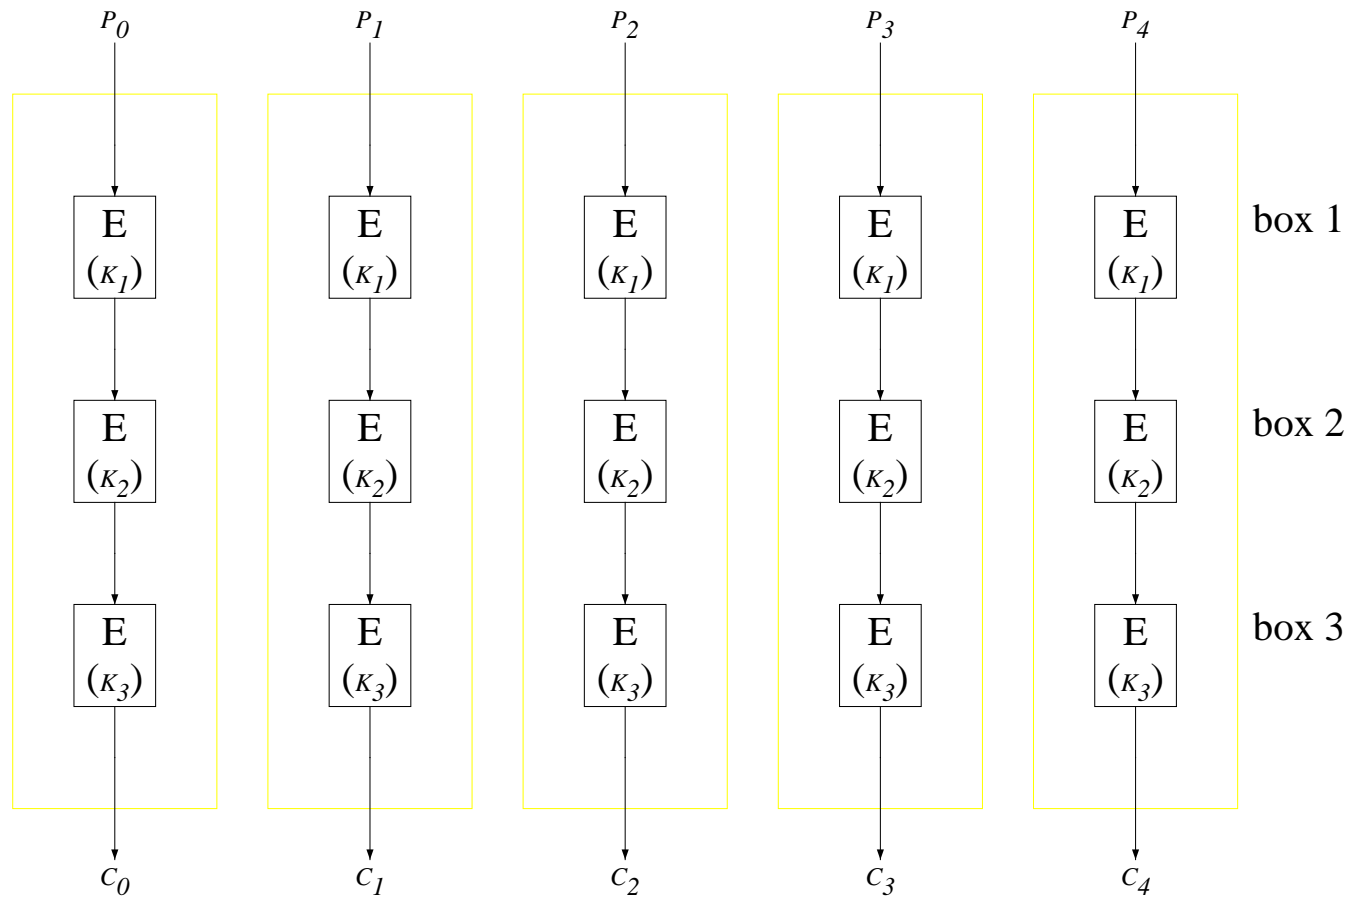 P0 P1 P2 P3 P4
E E E E E box 1
(K1) (K1) (K1) (K1) (K1)
E E E E E box 2
(K2) (K2) (K2) (K2) (K2)
E E E E E box 3
(K3) (K3) (K3) (K3) (K3)
C0 C1 C2 C3 C4